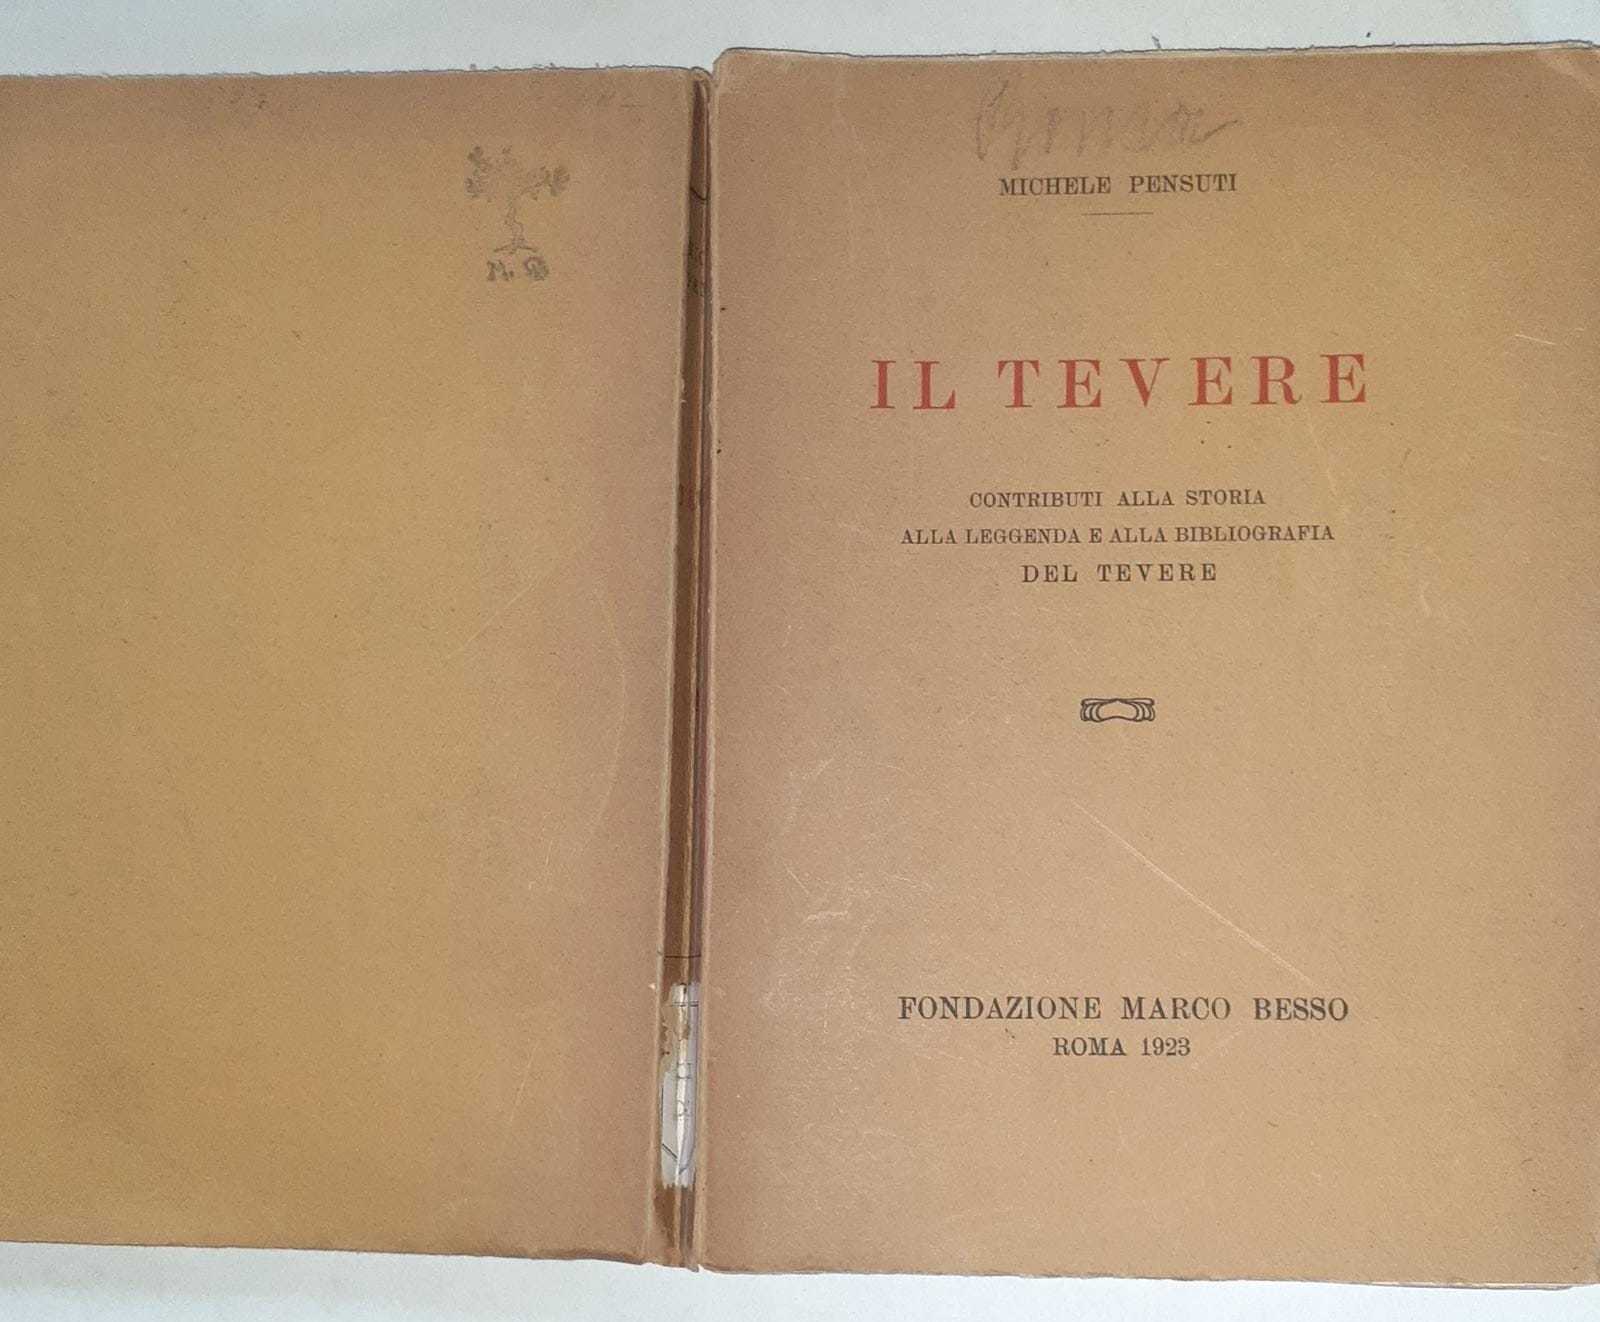 M. B
MICHELE PENSUTI
IL TEVERE
CONTRIBUTI ALLA STORIA
ALLA LEGGENDA E ALLA BIBLIOGRAFIA
DEL TEVERE
FONDAZIONE MARCO BESSO
ROMA 1923